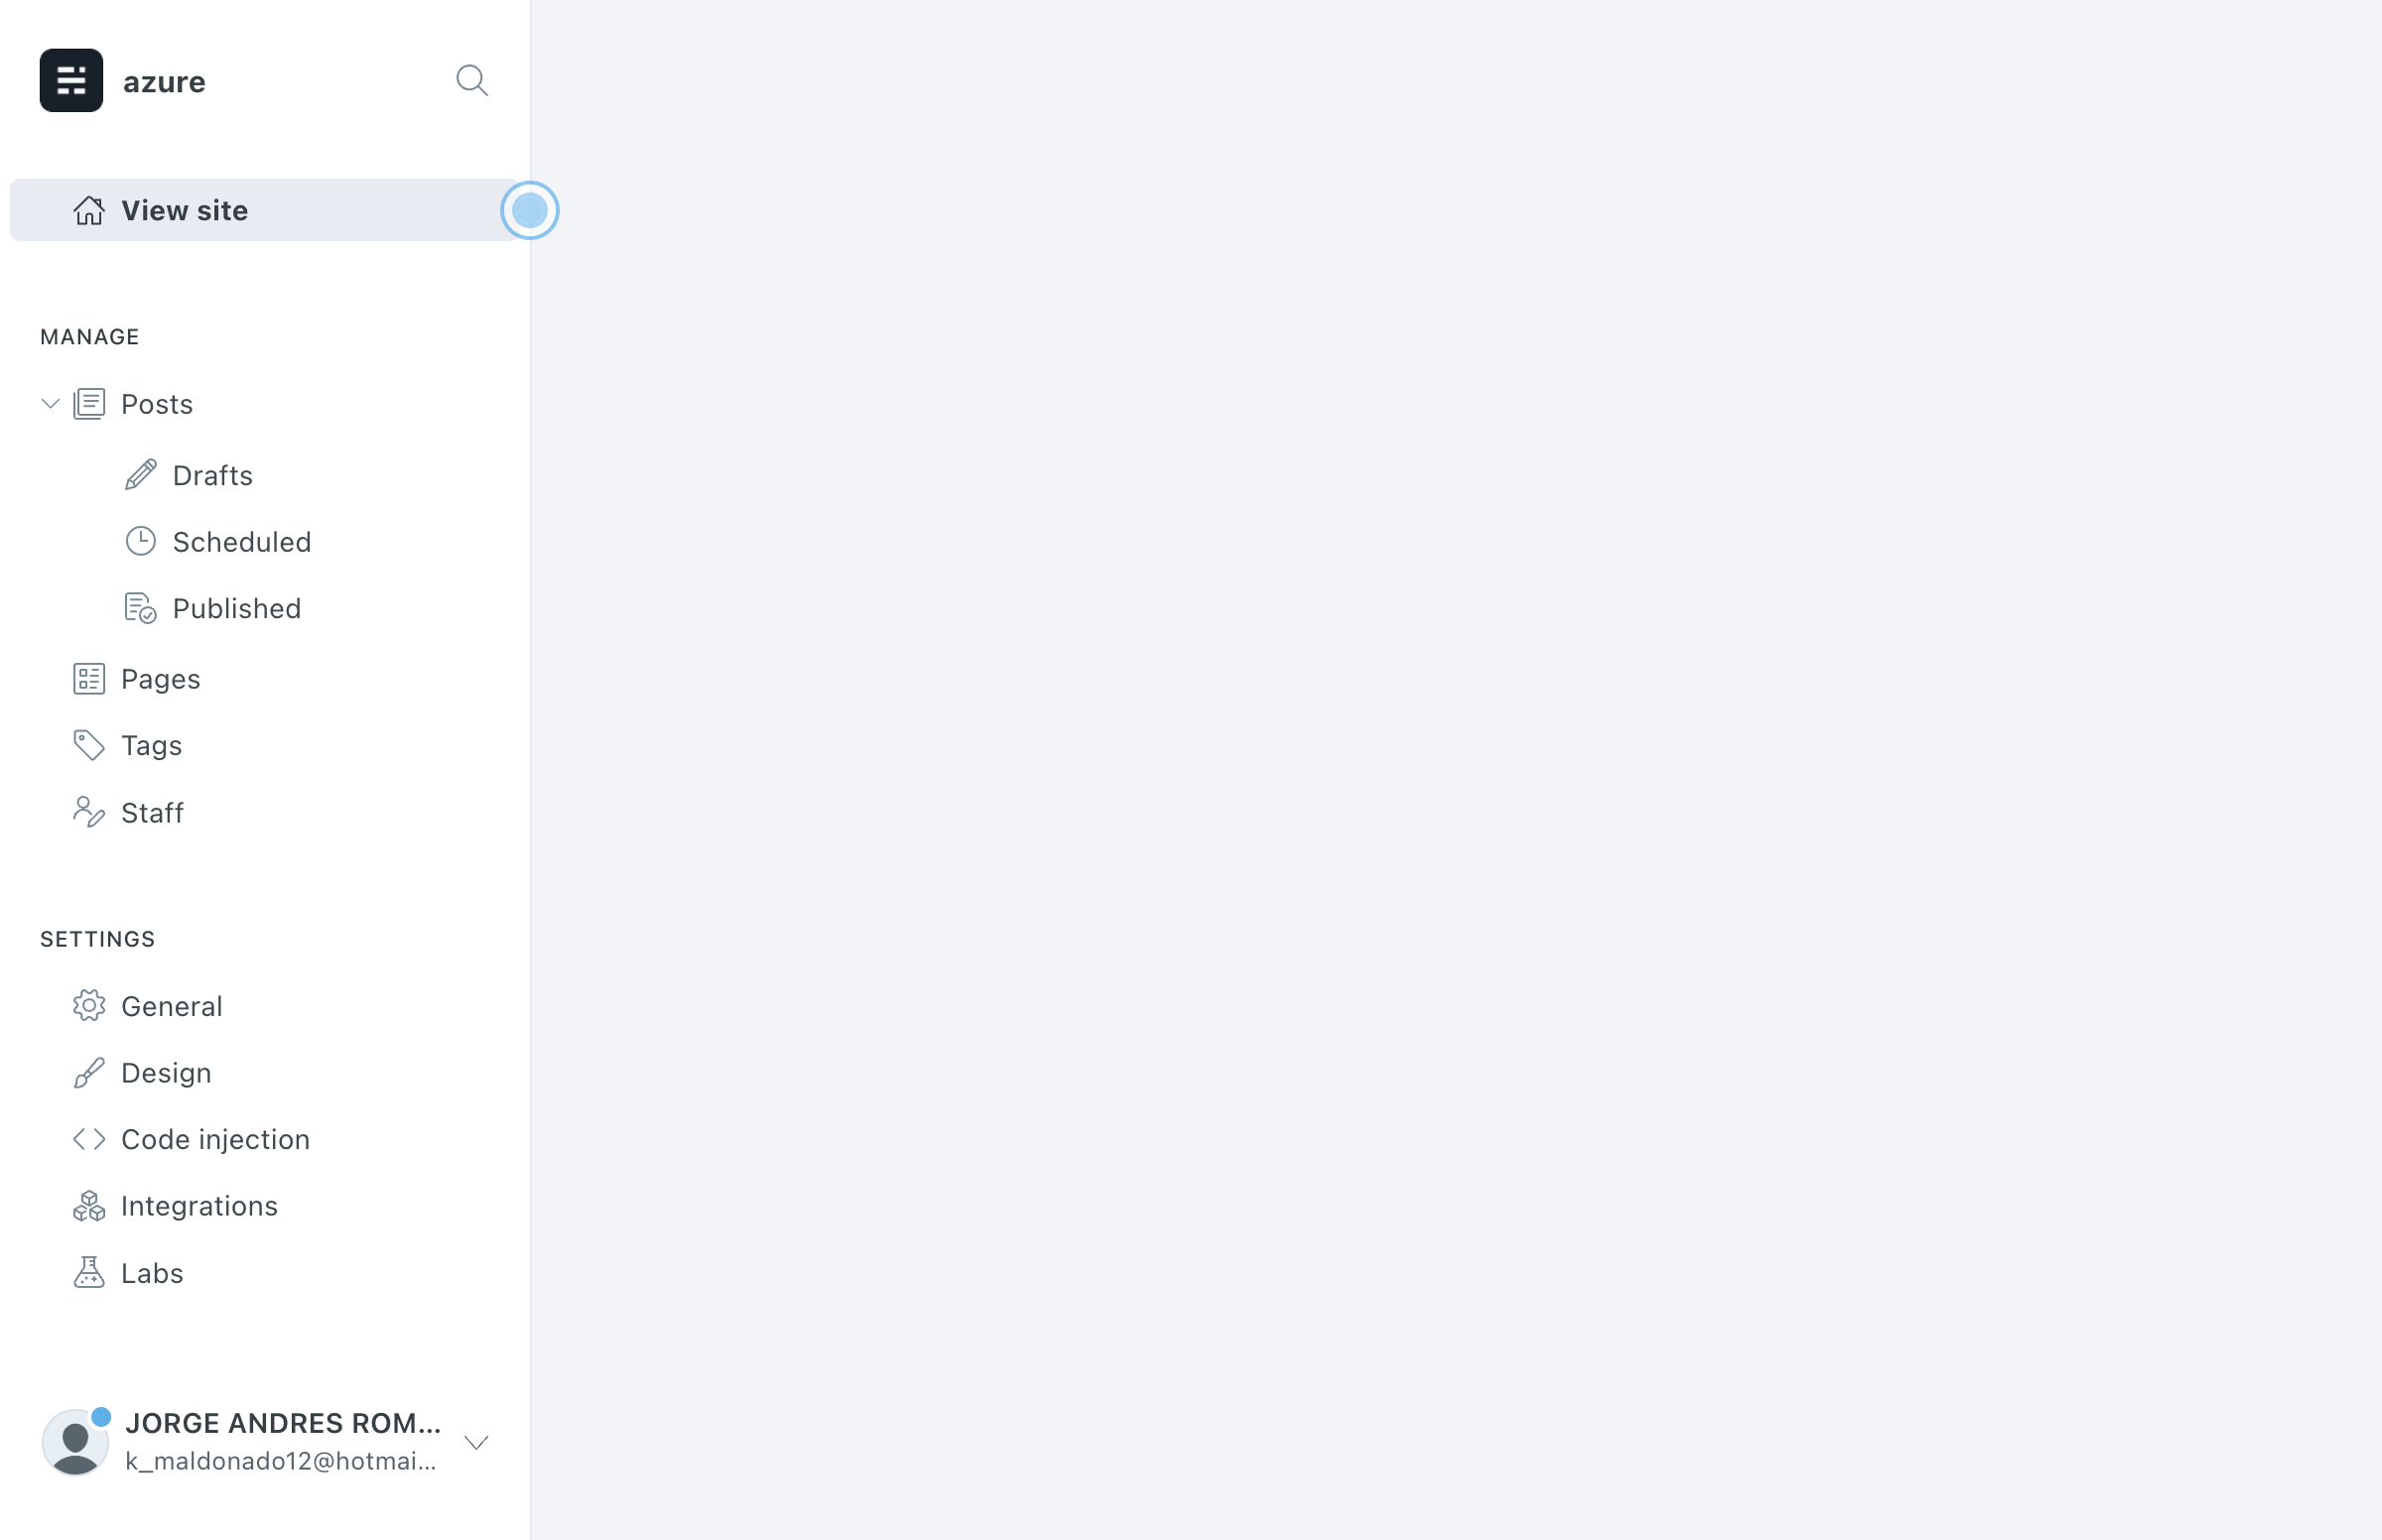 azure
View site
MANAGE
Posts
Drafts
Scheduled
Published
Pages
Tags
Staff
SETTINGS
General
Design
Code injection
Integrations
Labs
JORGE ANDRES ROM...
k_maldonado12@hotmai...